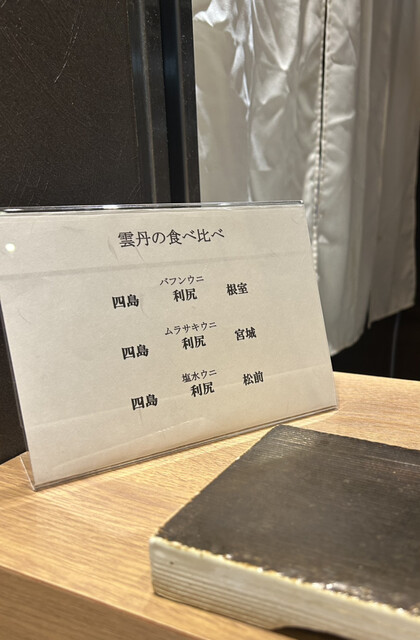 雲丹の食べ比べ
バフンウニ
四島 利尻 根室
ムラサキウニ
四島 利尻 宮城
塩水ウニ
四島 利尻 松前